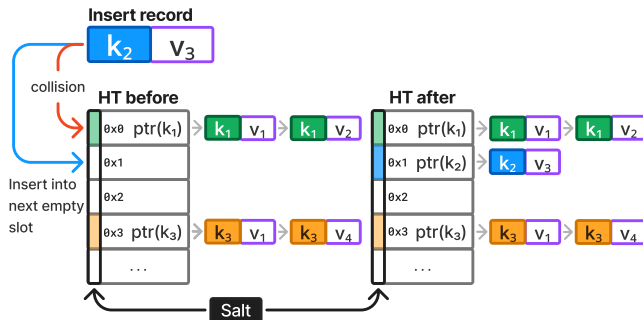 Insert record
k₂ v₃
collision
HT before
HT after
0x0 ptr(k₁) k₁ v₁ k₁ v₂
0x1
0x2
0x3 ptr(k₃) k₃ v₁ k₃ v₄
...
Insert into
next empty
slot
0x0 ptr(k₁) k₁ v₁ k₁ v₂
0x1 ptr(k₂) k₂ v₃
0x2
0x3 ptr(k₃) k₃ v₁ k₃ v₄
...
Salt